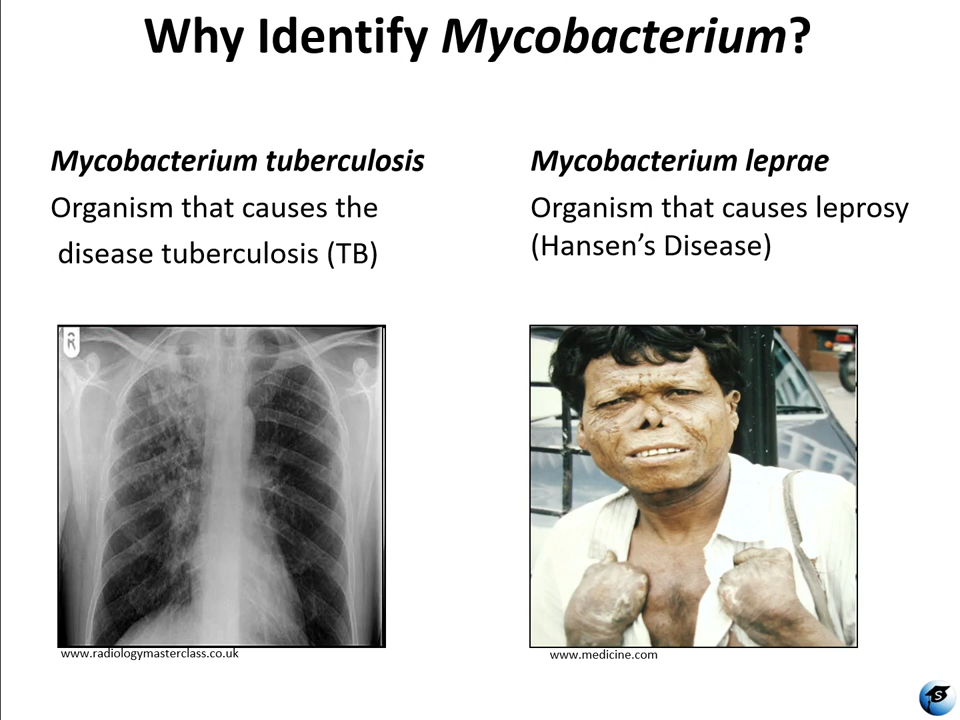 Why Identify Mycobacterium?
Mycobacterium tuberculosis
Organism that causes the
disease tuberculosis (TB)
Mycobacterium leprae
Organism that causes leprosy
(Hansen’s Disease)
R
www.radiologymasterclass.co.uk
www.medicine.com
S